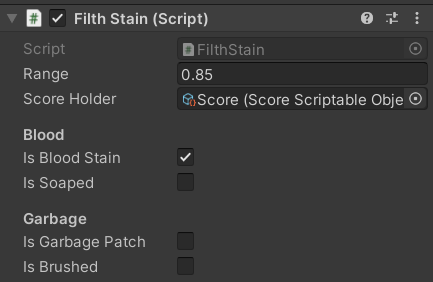 Filth Stain (Script)
Script FilthStain
Range 0.85
Score Holder Score (Score Scriptable Obje
Blood
Is Blood Stain
Is Soaped
Garbage
Is Garbage Patch
Is Brushed